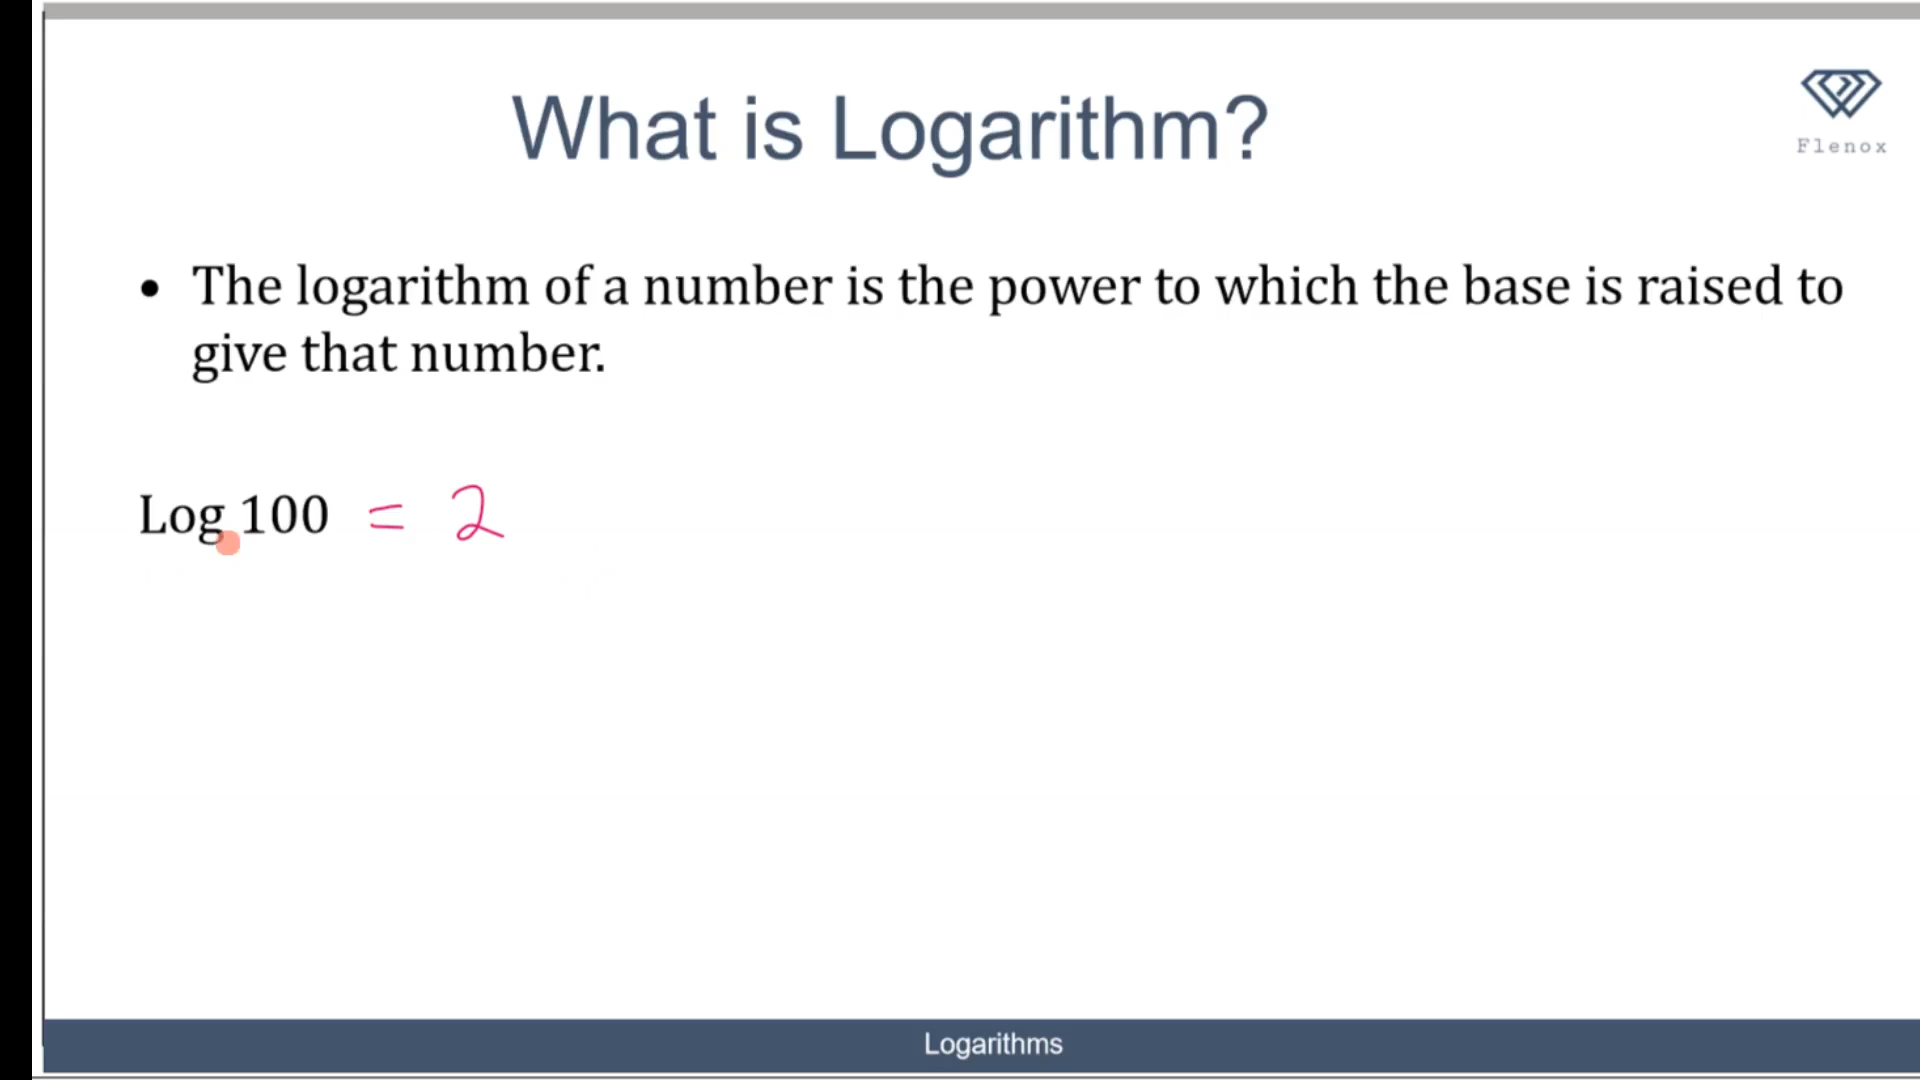 What is Logarithm?
Flenox
• The logarithm of a number is the power to which the base is raised to
give that number.
Log 100 = 2
Logarithms